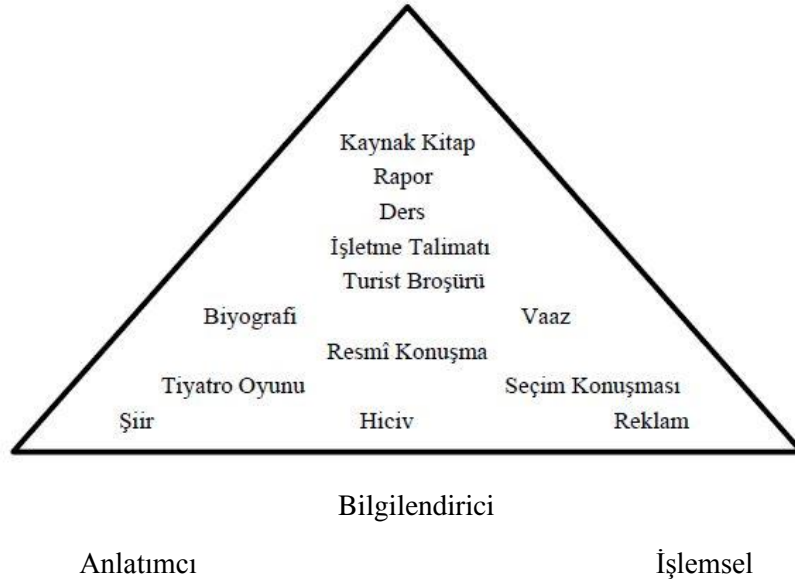 Kaynak Kitap
Rapor
Ders
İşletme Talimatı
Turist Broşürü
Biyografi Vaaz
Resmî Konuşma
Tiyatro Oyunu Seçim Konuşması
Şiir Hiciv Reklam
Bilgilendirici
Anlatımcı İşlemsel